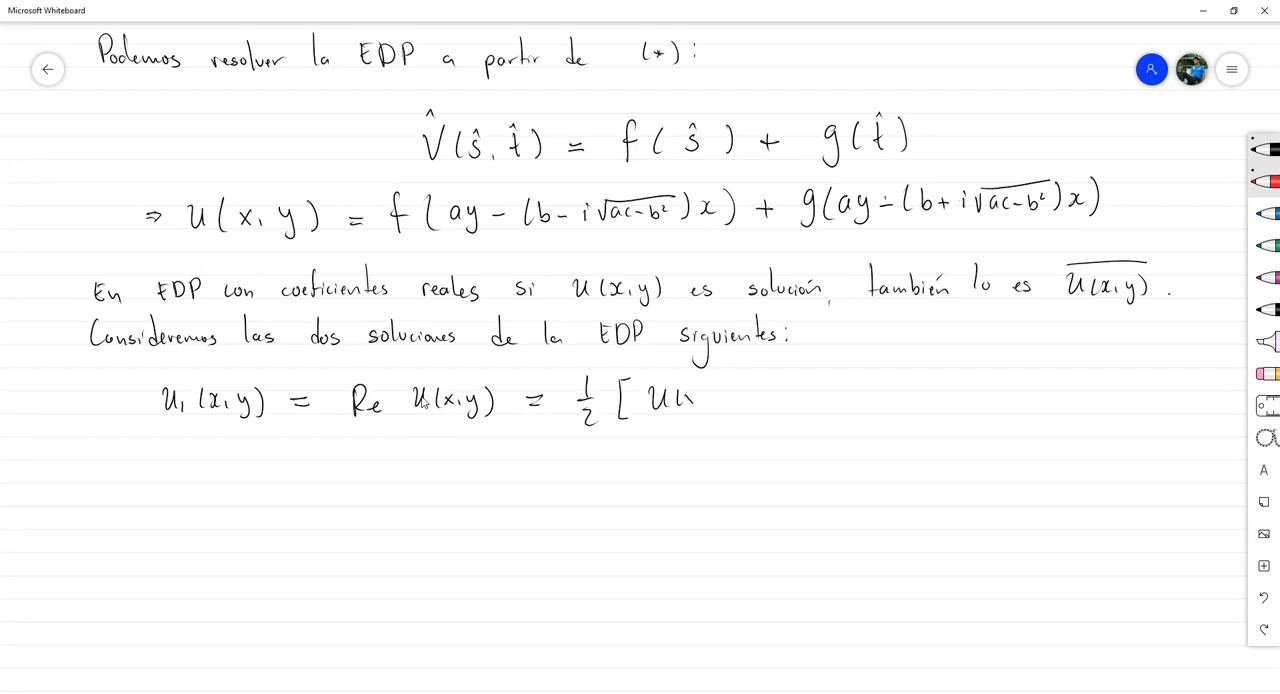 Microsoft Whiteboard
Podemos resolver la EDP a partir de (*):
V̂(ŝ, t̂) = f(ŝ) + g(t̂)
⇒ u(x,y) = f(ay − (b − i√(ac−b²))x) + g(ay − (b + i√(ac−b²))x)
En EDP con coeficientes reales si u(x,y) es solución, también lo es \overline{u(x,y)}.
Consideremos las dos soluciones de la EDP siguientes:
u₁(x,y) = Re u(x,y) = 1/2 [ u(
A